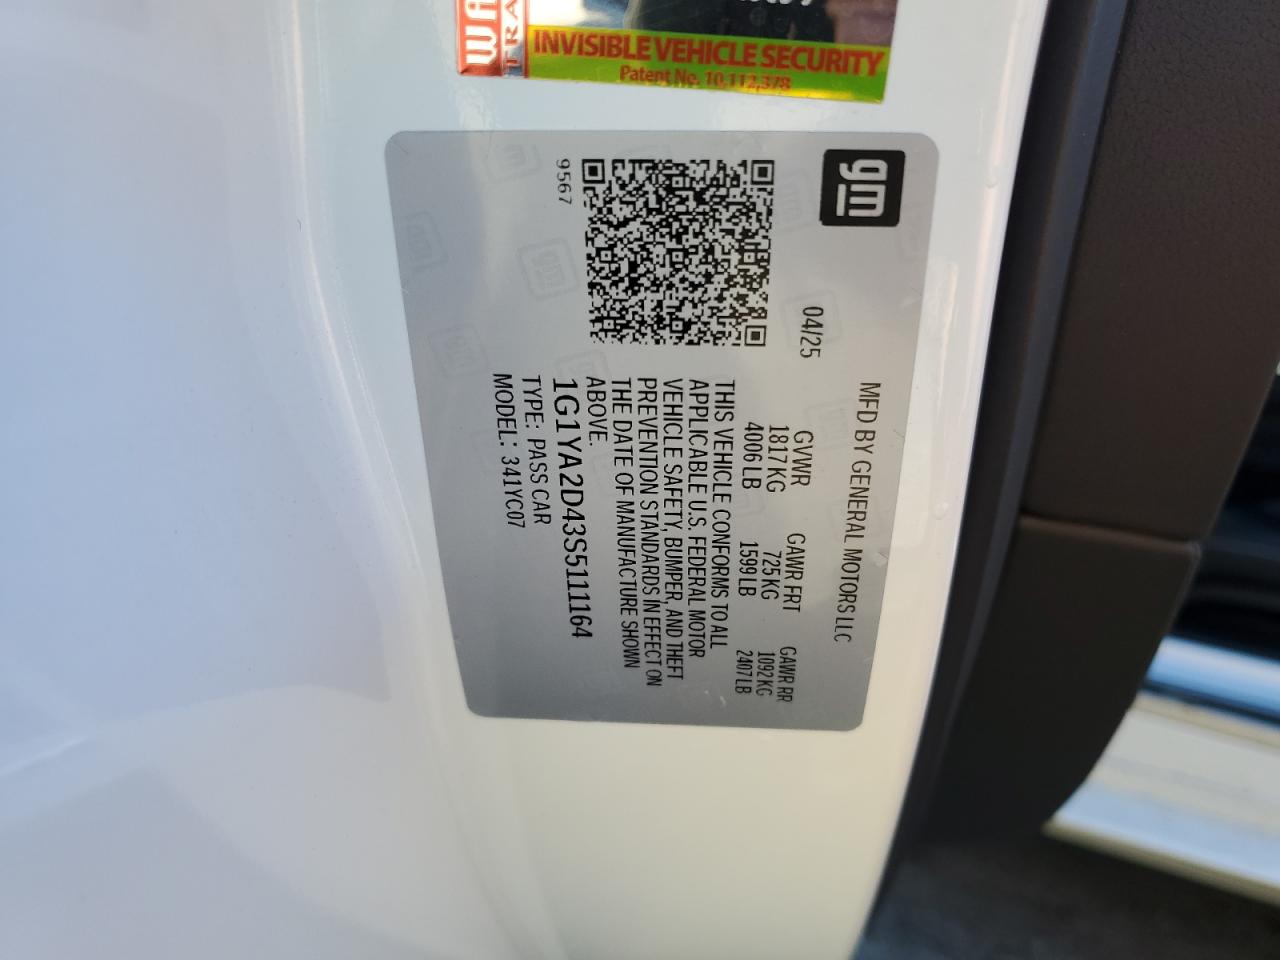 INVISIBLE VEHICLE SECURITY
Patent No. 10,112,378
gm
MFD BY GENERAL MOTORS LLC
04/25
GVWR GAWR FRT GAWR RR
1817 KG 725 KG 1092 KG
4006 LB 1599 LB 2407 LB
THIS VEHICLE CONFORMS TO ALL
APPLICABLE U.S. FEDERAL MOTOR
VEHICLE SAFETY, BUMPER, AND THEFT
PREVENTION STANDARDS IN EFFECT ON
THE DATE OF MANUFACTURE SHOWN
ABOVE.
9567
1G1YA2D43S5111164
TYPE: PASS CAR
MODEL: 341YC07